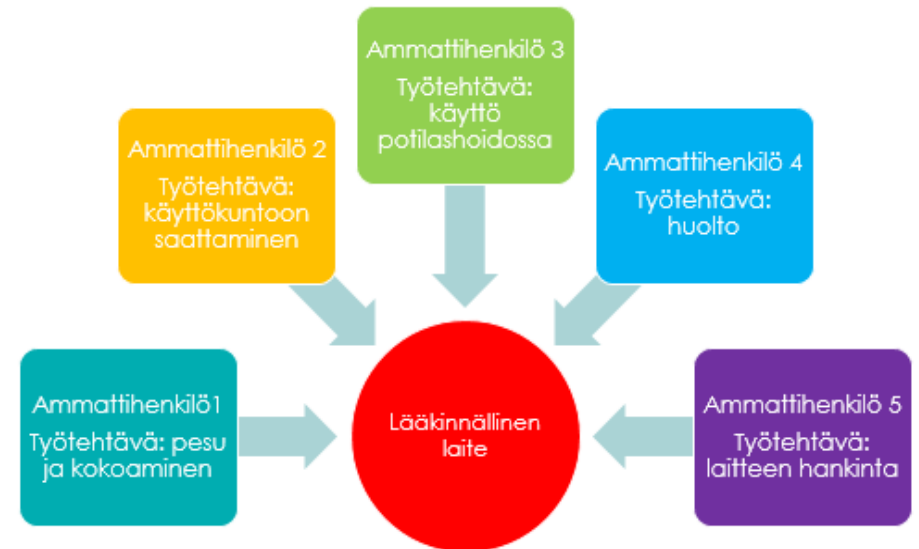 Ammattihenkilö 3
Työtehtävä:
käyttö
potilashoidossa
Ammattihenkilö 2
Työtehtävä:
käyttökuntoon
saattaminen
Ammattihenkilö 4
Työtehtävä:
huolto
Ammattihenkilö1
Työtehtävä: pesu
ja kokoaminen
Lääkinnällinen
laite
Ammattihenkilö 5
Työtehtävä:
laitteen hankinta